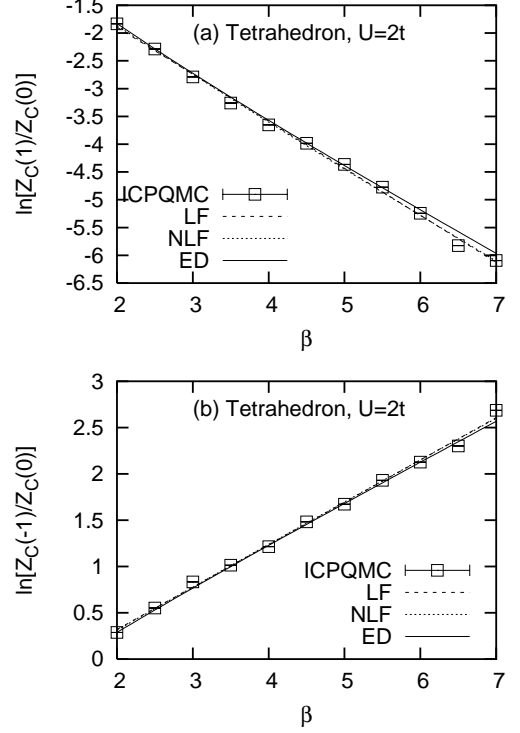 -1.5
(a) Tetrahedron, U=2t
-2
-2.5
-3
-3.5
-4
-4.5
-5
-5.5
-6
-6.5
ln[Z_C(1)/Z_C(0)]
ICPQMC
LF
NLF
ED
2 3 4 5 6 7
β
3
(b) Tetrahedron, U=2t
2.5
2
1.5
1
0.5
0
ln[Z_C(-1)/Z_C(0)]
ICPQMC
LF
NLF
ED
2 3 4 5 6 7
β